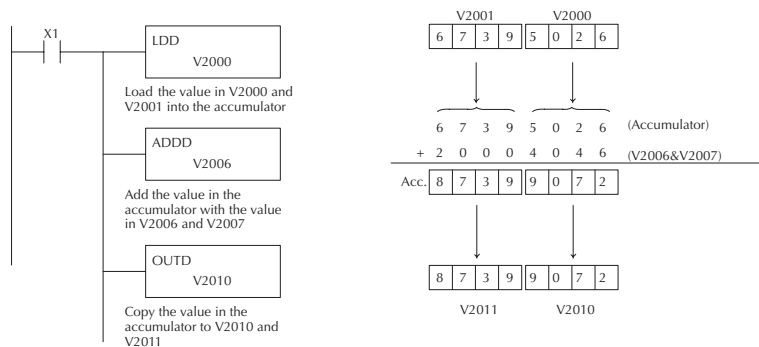 X1
LDD
V2000
Load the value in V2000 and
V2001 into the accumulator
ADDD
V2006
Add the value in the
accumulator with the value
in V2006 and V2007
OUTD
V2010
Copy the value in the
accumulator to V2010 and
V2011
V2001 V2000
6 7 3 9 5 0 2 6
6 7 3 9 5 0 2 6 (Accumulator)
+ 2 0 0 0 4 0 4 6 (V2006&V2007)
Acc. 8 7 3 9 9 0 7 2
8 7 3 9 9 0 7 2
V2011 V2010